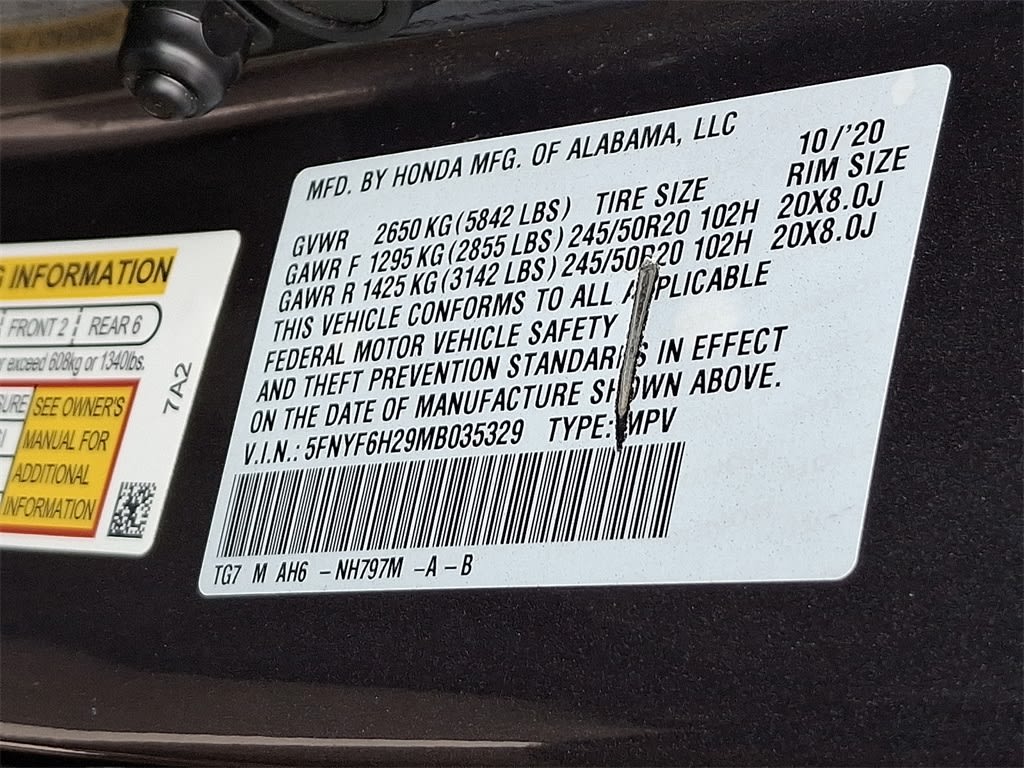 MFD. BY HONDA MFG. OF ALABAMA, LLC 10/'20
GVWR 2650 KG (5842 LBS) TIRE SIZE RIM SIZE
GAWR F 1295 KG (2855 LBS) 245/50R20 102H 20X8.0J
GAWR R 1425 KG (3142 LBS) 245/50R20 102H 20X8.0J
THIS VEHICLE CONFORMS TO ALL APPLICABLE
FEDERAL MOTOR VEHICLE SAFETY
AND THEFT PREVENTION STANDARDS IN EFFECT
ON THE DATE OF MANUFACTURE SHOWN ABOVE.
V.I.N.: 5FNYF6H29MB035329 TYPE: MPV
TG7 M AH6 - NH797M - A - B
INFORMATION
FRONT 2 REAR 6
exceed 608kg or 1340lbs.
SEE OWNER'S
MANUAL FOR
ADDITIONAL
INFORMATION
7A2